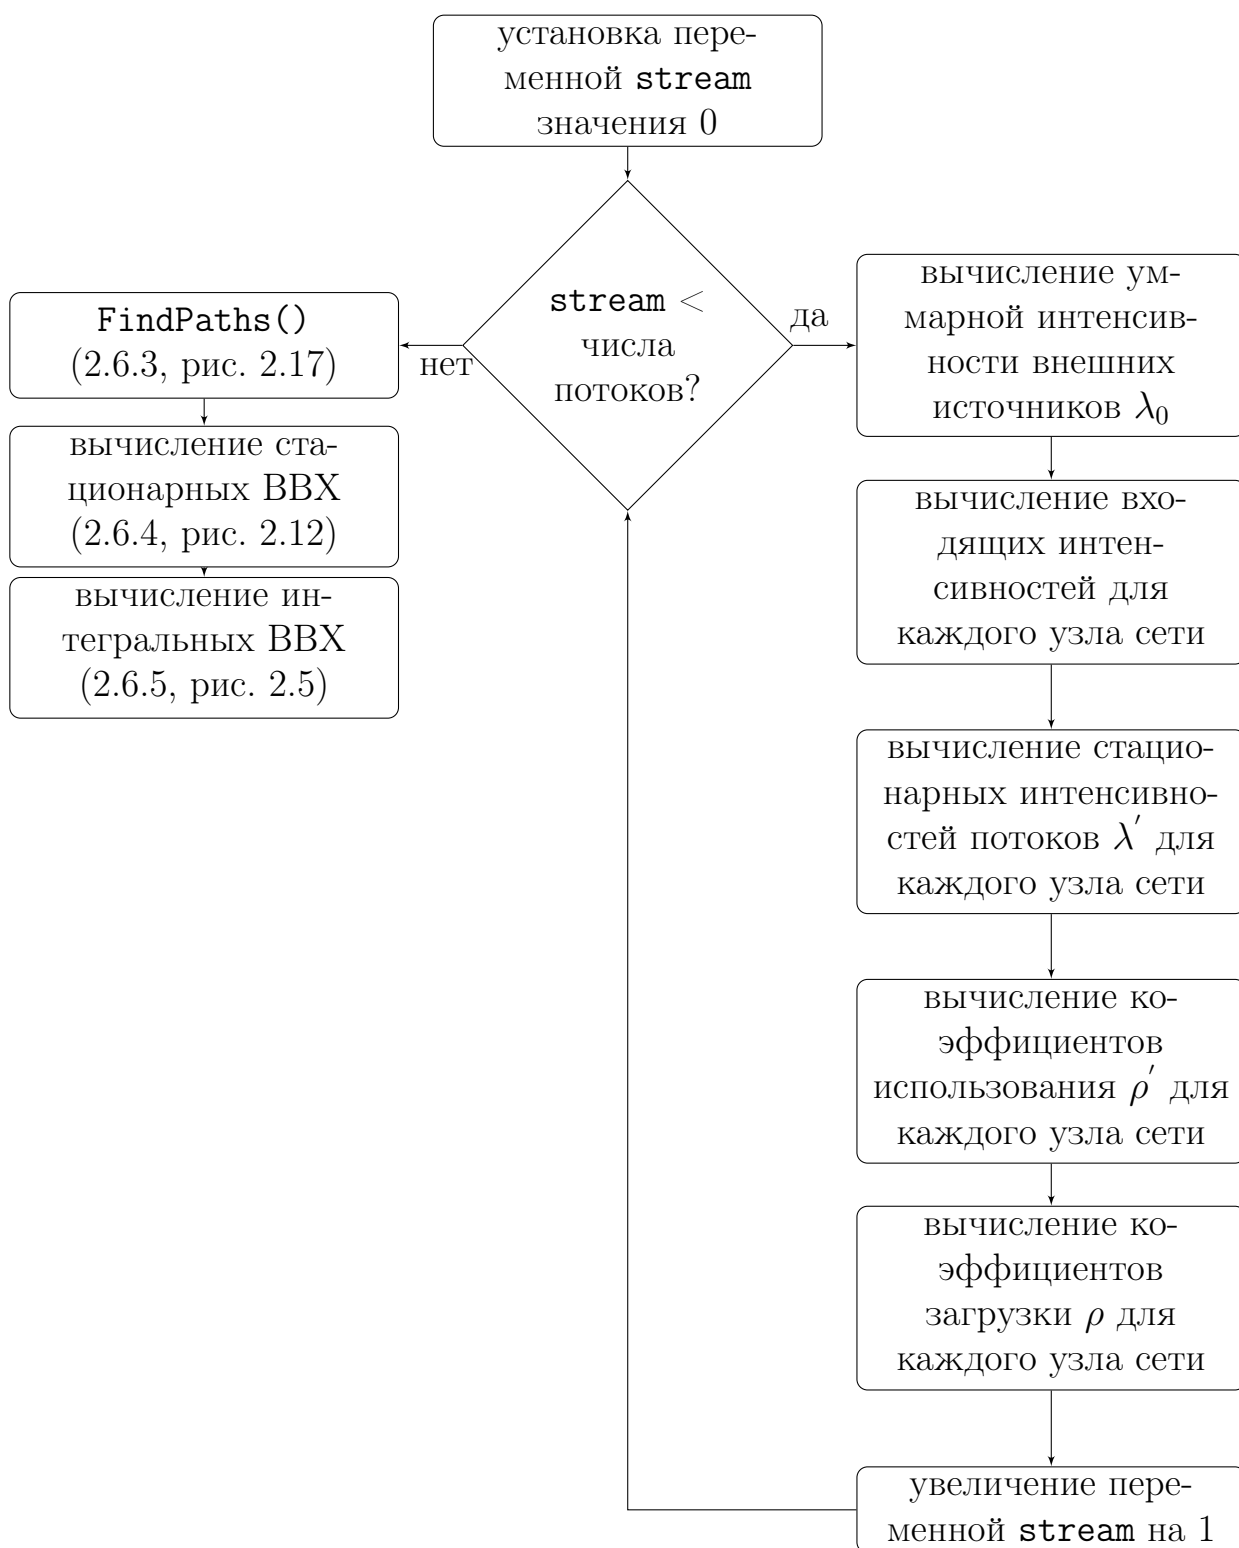 установка пере-
менной stream
значения 0
stream <
числа
потоков?
да
нет
FindPaths()
(2.6.3, рис. 2.17)
вычисление ста-
ционарных ВВХ
(2.6.4, рис. 2.12)
вычисление ин-
тегральных ВВХ
(2.6.5, рис. 2.5)
вычисление ум-
марной интенсив-
ности внешних
источников λ₀
вычисление вхо-
дящих интен-
сивностей для
каждого узла сети
вычисление стацио-
нарных интенсивно-
стей потоков λ′ для
каждого узла сети
вычисление ко-
эффициентов
использования ρ′ для
каждого узла сети
вычисление ко-
эффициентов
загрузки ρ для
каждого узла сети
увеличение пере-
менной stream на 1